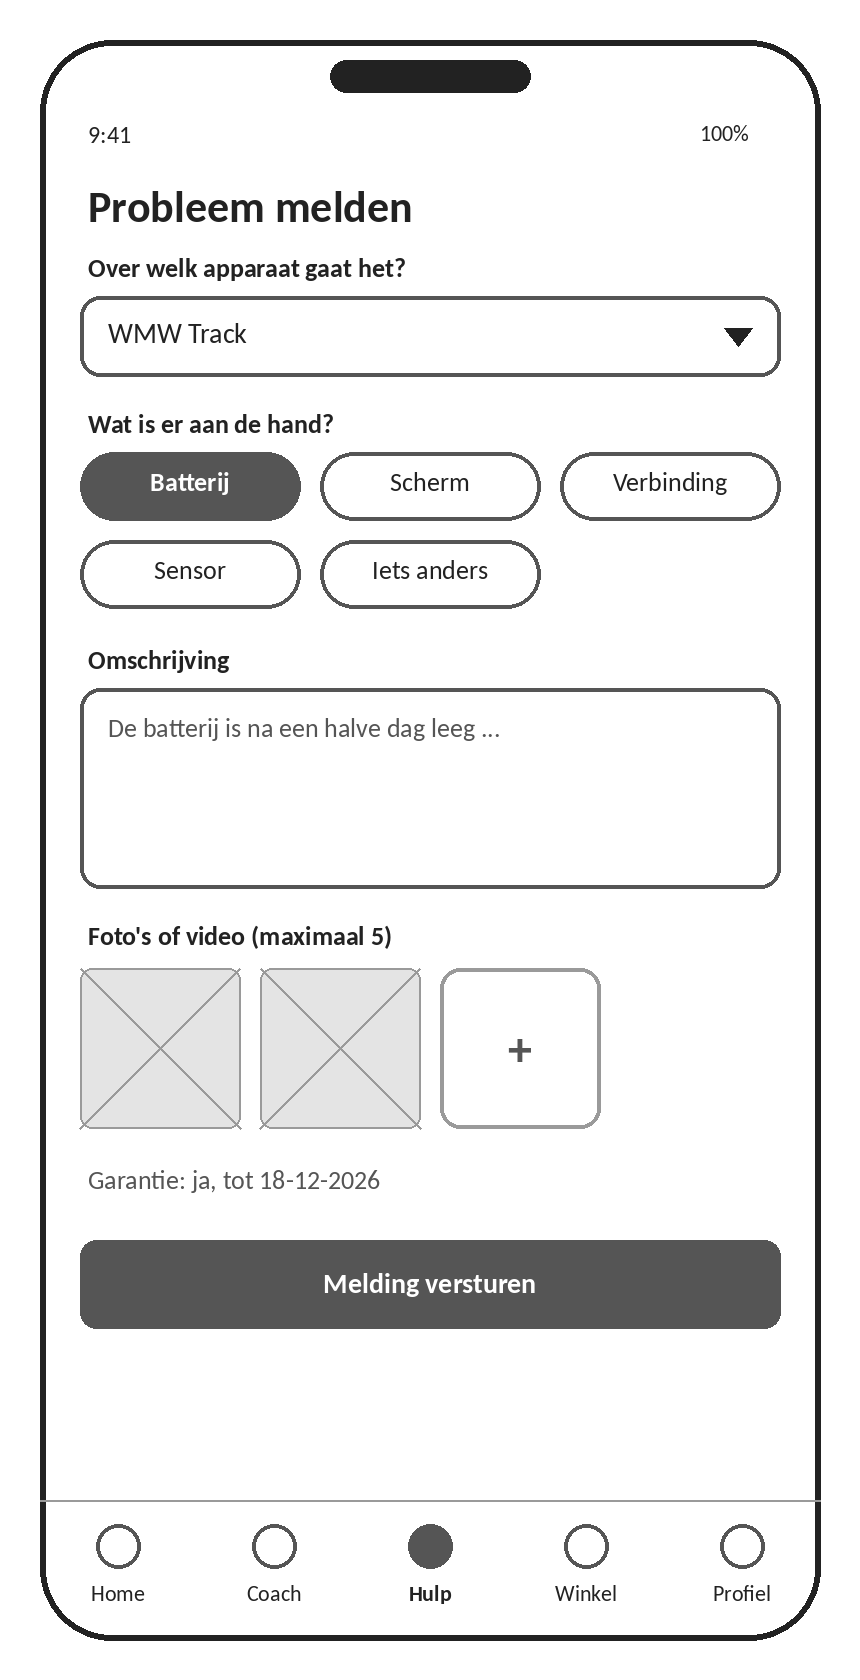 9:41 100%
Probleem melden
Over welk apparaat gaat het?
WMW Track
Wat is er aan de hand?
Batterij Scherm Verbinding
Sensor Iets anders
Omschrijving
De batterij is na een halve dag leeg ...
Foto's of video (maximaal 5)
+
Garantie: ja, tot 18-12-2026
Melding versturen
Home Coach Hulp Winkel Profiel